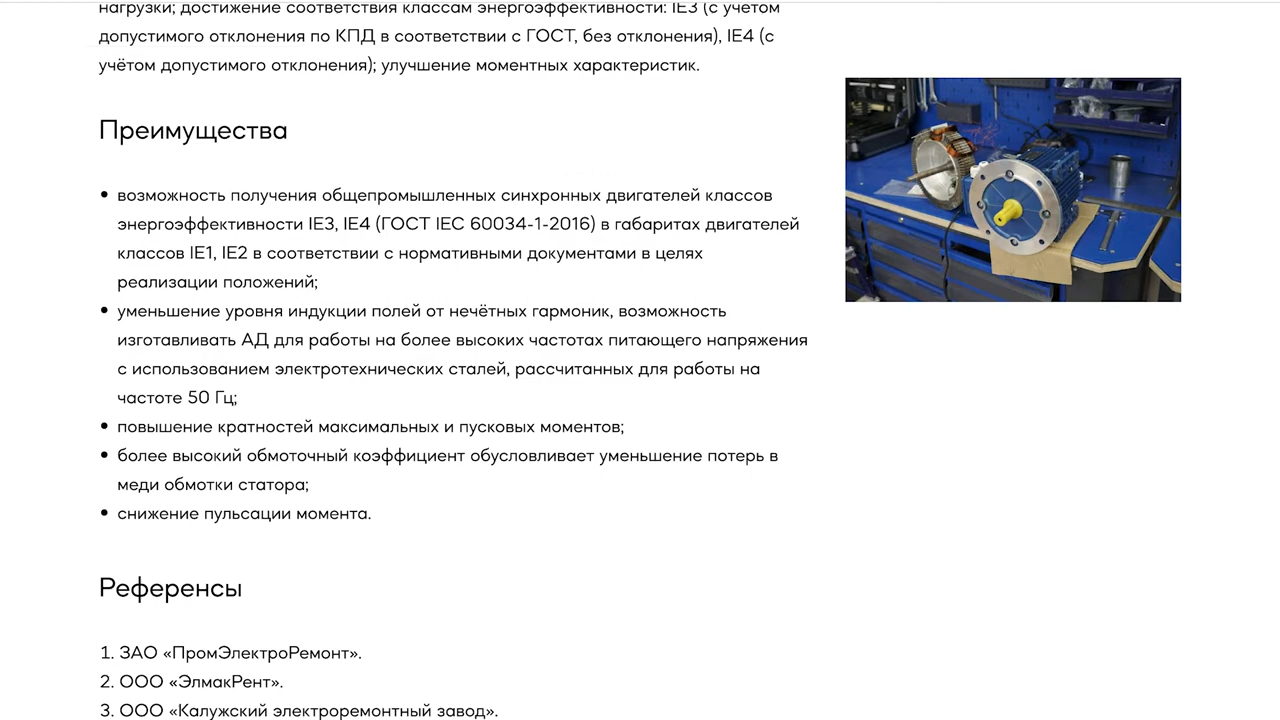 нагрузки; достижение соответствия классам энергоэффективности: IE3 (с учётом
допустимого отклонения по КПД в соответствии с ГОСТ, без отклонения), IE4 (с
учётом допустимого отклонения); улучшение моментных характеристик.
Преимущества
• возможность получения общепромышленных синхронных двигателей классов
энергоэффективности IE3, IE4 (ГОСТ IEC 60034-1-2016) в габаритах двигателей
классов IE1, IE2 в соответствии с нормативными документами в целях
реализации положений;
• уменьшение уровня индукции полей от нечётных гармоник, возможность
изготавливать АД для работы на более высоких частотах питающего напряжения
с использованием электротехнических сталей, рассчитанных для работы на
частоте 50 Гц;
• повышение кратностей максимальных и пусковых моментов;
• более высокий обмоточный коэффициент обусловливает уменьшение потерь в
меди обмотки статора;
• снижение пульсации момента.
Референсы
1. ЗАО «ПромЭлектроРемонт».
2. ООО «ЭлмакРент».
3. ООО «Калужский электроремонтный завод».